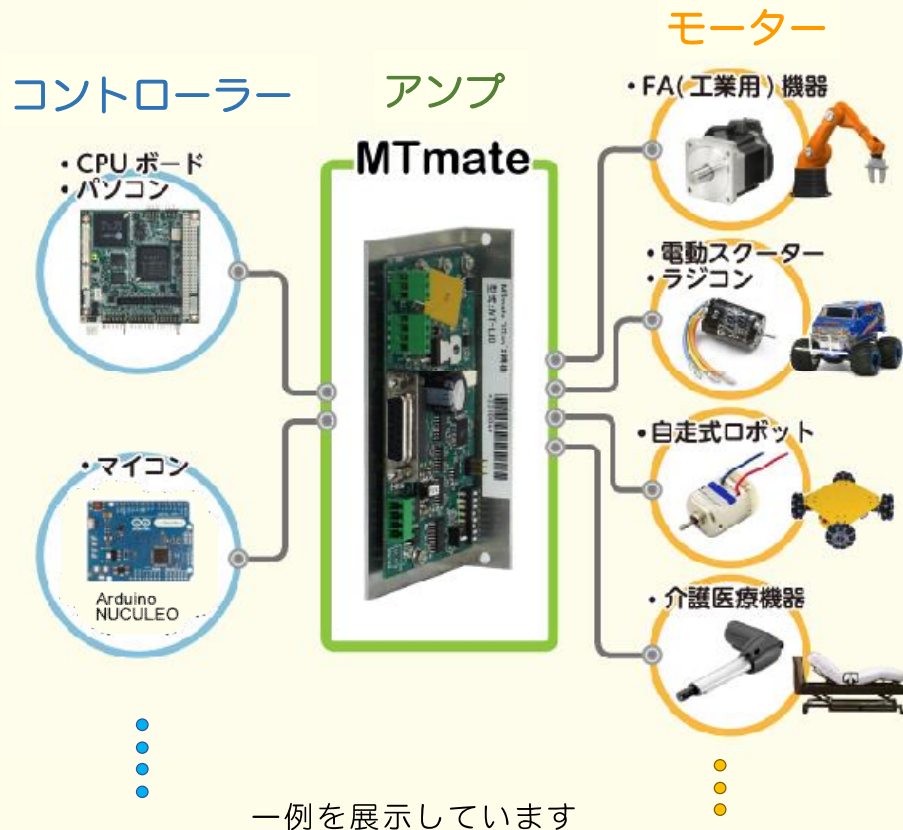 コントローラー
アンプ
モーター
・CPU ボード
・パソコン
・マイコン
Arduino
NUCULEO
MTmate
・FA(工業用)機器
・電動スクーター
・ラジコン
・自走式ロボット
・介護医療機器
一例を展示しています